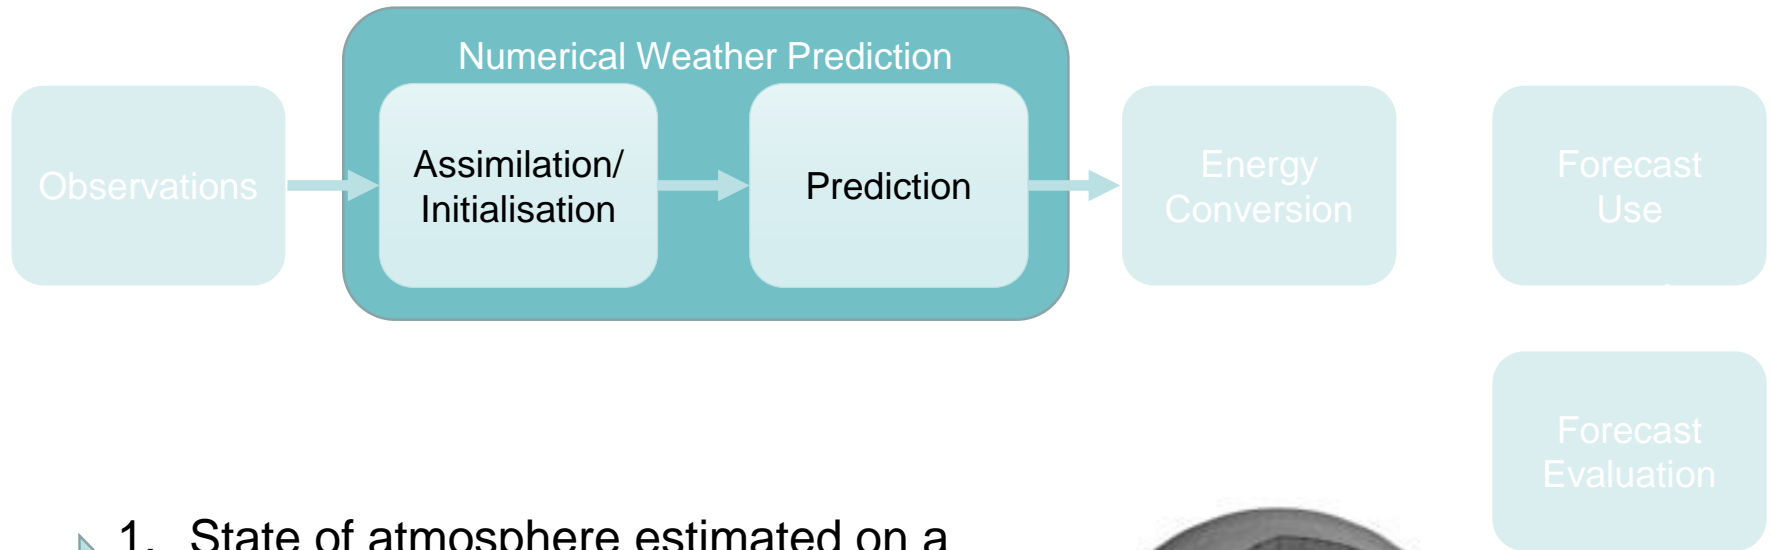 Numerical Weather Prediction
Observations
Assimilation/
Initialisation
Prediction
Energy
Conversion
Forecast
Use
Forecast
Evaluation
1. State of atmosphere estimated on a